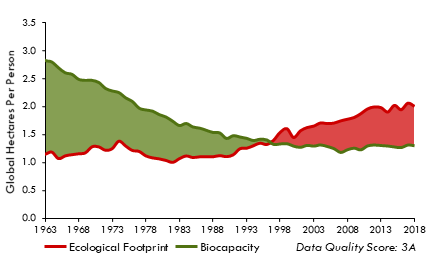 Global Hectares Per Person
3.5
3.0
2.5
2.0
1.5
1.0
0.5
0.0
1963 1968 1973 1978 1983 1988 1993 1998 2003 2008 2013 2018
Ecological Footprint Biocapacity Data Quality Score: 3A